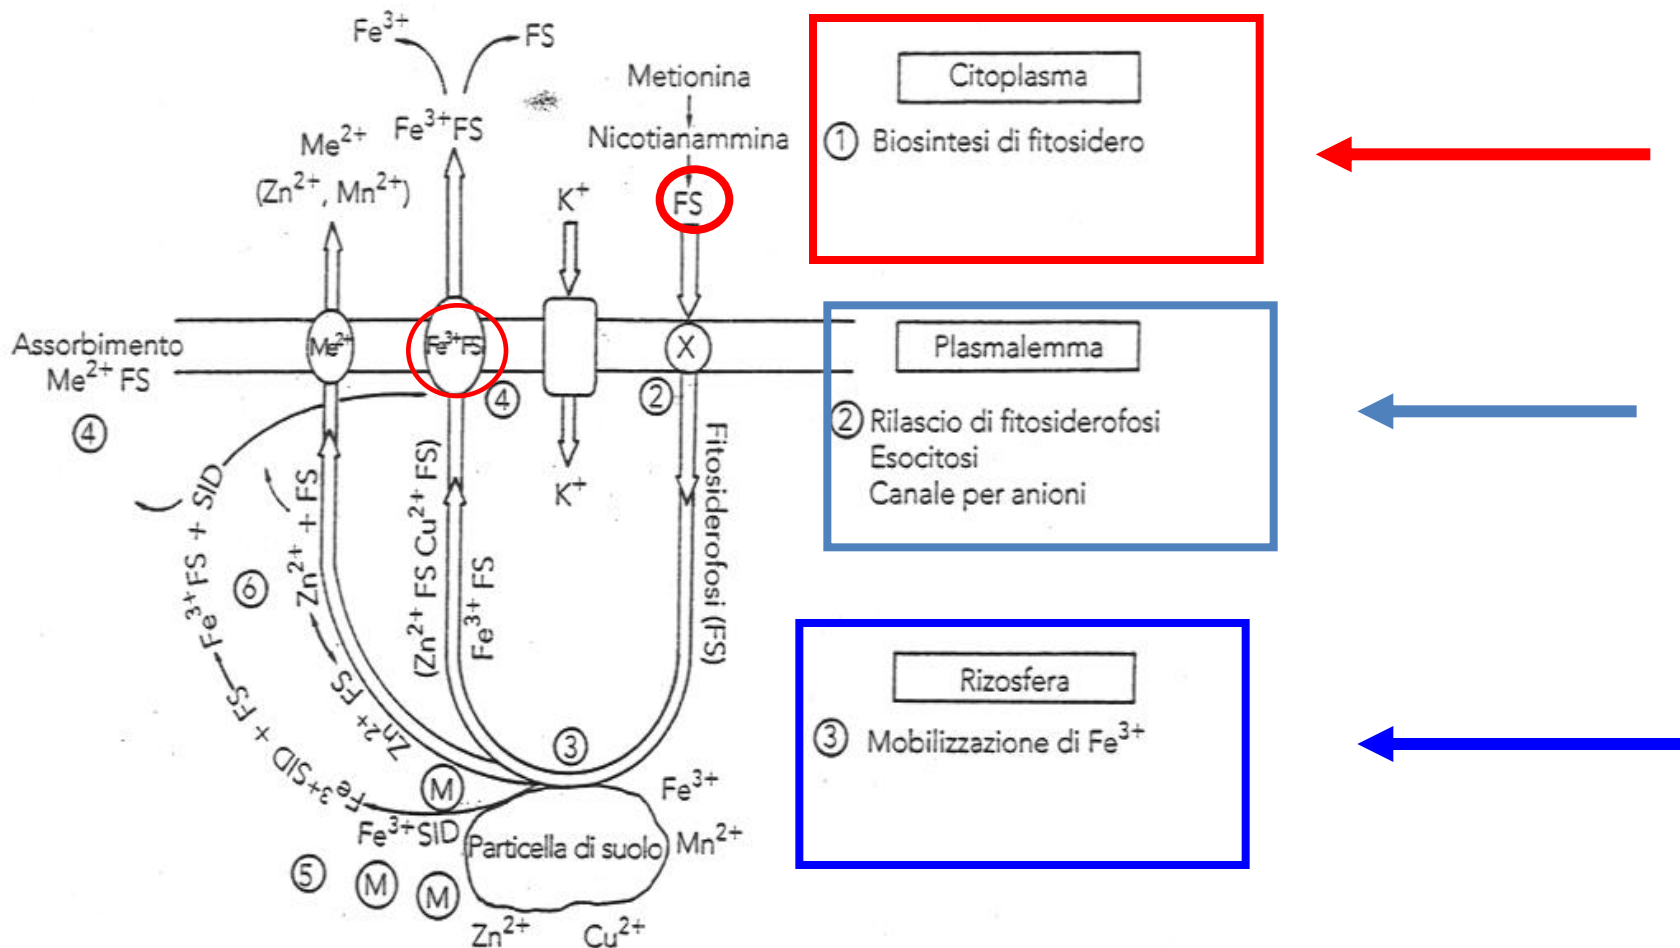 Fe³⁺
FS
Metionina
Fe³⁺FS
Nicotianammina
Me²⁺
(Zn²⁺, Mn²⁺)
K⁺
FS
Citoplasma
① Biosintesi di fitosidero
Assorbimento
Me²⁺ FS
④
Me²⁺
Fe³⁺FS
④
X
②
K⁺
Plasmalemma
② Rilascio di fitosiderofosi
Esocitosi
Canale per anioni
Fe³⁺SID + FS
Fe³⁺FS + SID
⑥
Zn²⁺ FS
Zn²⁺ + FS
(Zn²⁺ FS Cu²⁺ FS)
Fe³⁺ FS
Fitosiderofosi (FS)
Rizosfera
③ Mobilizzazione di Fe³⁺
③
M
Fe³⁺SID
Fe³⁺
Particella di suolo
Mn²⁺
⑤
M
M
Zn²⁺
Cu²⁺